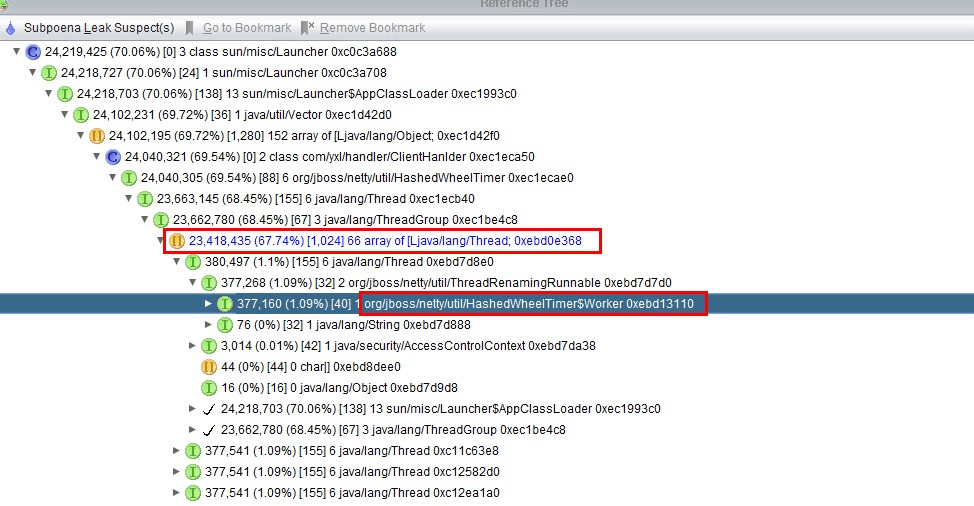 Reference Tree
Subpoena Leak Suspect(s) Go to Bookmark Remove Bookmark
C 24,219,425 (70.06%) [0] 3 class sun/misc/Launcher 0xc0c3a688
I 24,218,727 (70.06%) [24] 1 sun/misc/Launcher 0xc0c3a708
I 24,218,703 (70.06%) [138] 13 sun/misc/Launcher$AppClassLoader 0xec1993c0
I 24,102,231 (69.72%) [36] 1 java/util/Vector 0xec1d42d0
[] 24,102,195 (69.72%) [1,280] 152 array of [Ljava/lang/Object; 0xec1d42f0
C 24,040,321 (69.54%) [0] 2 class com/yxl/handler/ClientHanlder 0xec1eca50
I 24,040,305 (69.54%) [88] 6 org/jboss/netty/util/HashedWheelTimer 0xec1ecae0
I 23,663,145 (68.45%) [155] 6 java/lang/Thread 0xec1ecb40
I 23,662,780 (68.45%) [67] 3 java/lang/ThreadGroup 0xec1be4c8
[] 23,418,435 (67.74%) [1,024] 66 array of [Ljava/lang/Thread; 0xebd0e368
I 380,497 (1.1%) [155] 6 java/lang/Thread 0xebd7d8e0
I 377,268 (1.09%) [32] 2 org/jboss/netty/util/ThreadRenamingRunnable 0xebd7d7d0
I 377,160 (1.09%) [40] 1 org/jboss/netty/util/HashedWheelTimer$Worker 0xebd13110
I 76 (0%) [32] 1 java/lang/String 0xebd7d888
I 3,014 (0.01%) [42] 1 java/security/AccessControlContext 0xebd7da38
[] 44 (0%) [44] 0 char[] 0xebd8dee0
I 16 (0%) [16] 0 java/lang/Object 0xebd7d9d8
24,218,703 (70.06%) [138] 13 sun/misc/Launcher$AppClassLoader 0xec1993c0
23,662,780 (68.45%) [67] 3 java/lang/ThreadGroup 0xec1be4c8
I 377,541 (1.09%) [155] 6 java/lang/Thread 0xc11c63e8
I 377,541 (1.09%) [155] 6 java/lang/Thread 0xc12582d0
I 377,541 (1.09%) [155] 6 java/lang/Thread 0xc12ea1a0